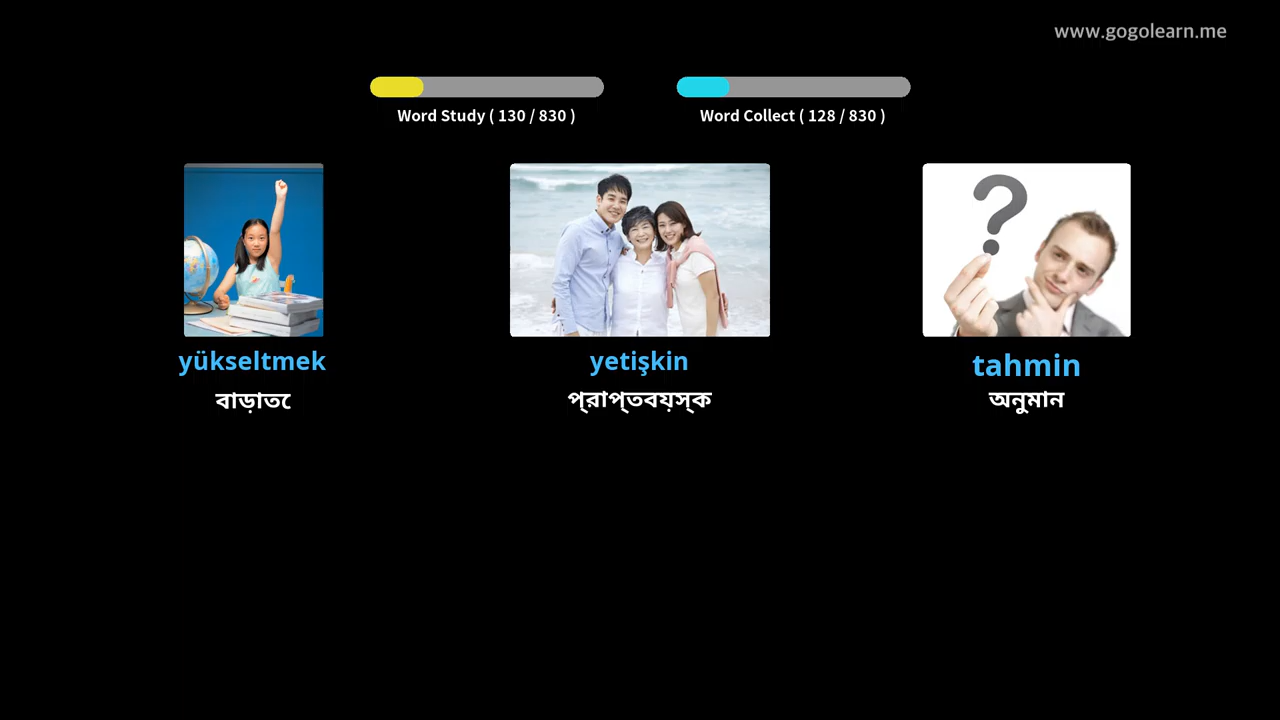 www.gogolearn.me
Word Study ( 130 / 830 )
Word Collect ( 128 / 830 )
yükseltmek
yetişkin
tahmin
বাড়াতে
প্রাপ্তবয়স্ক
অনুমান